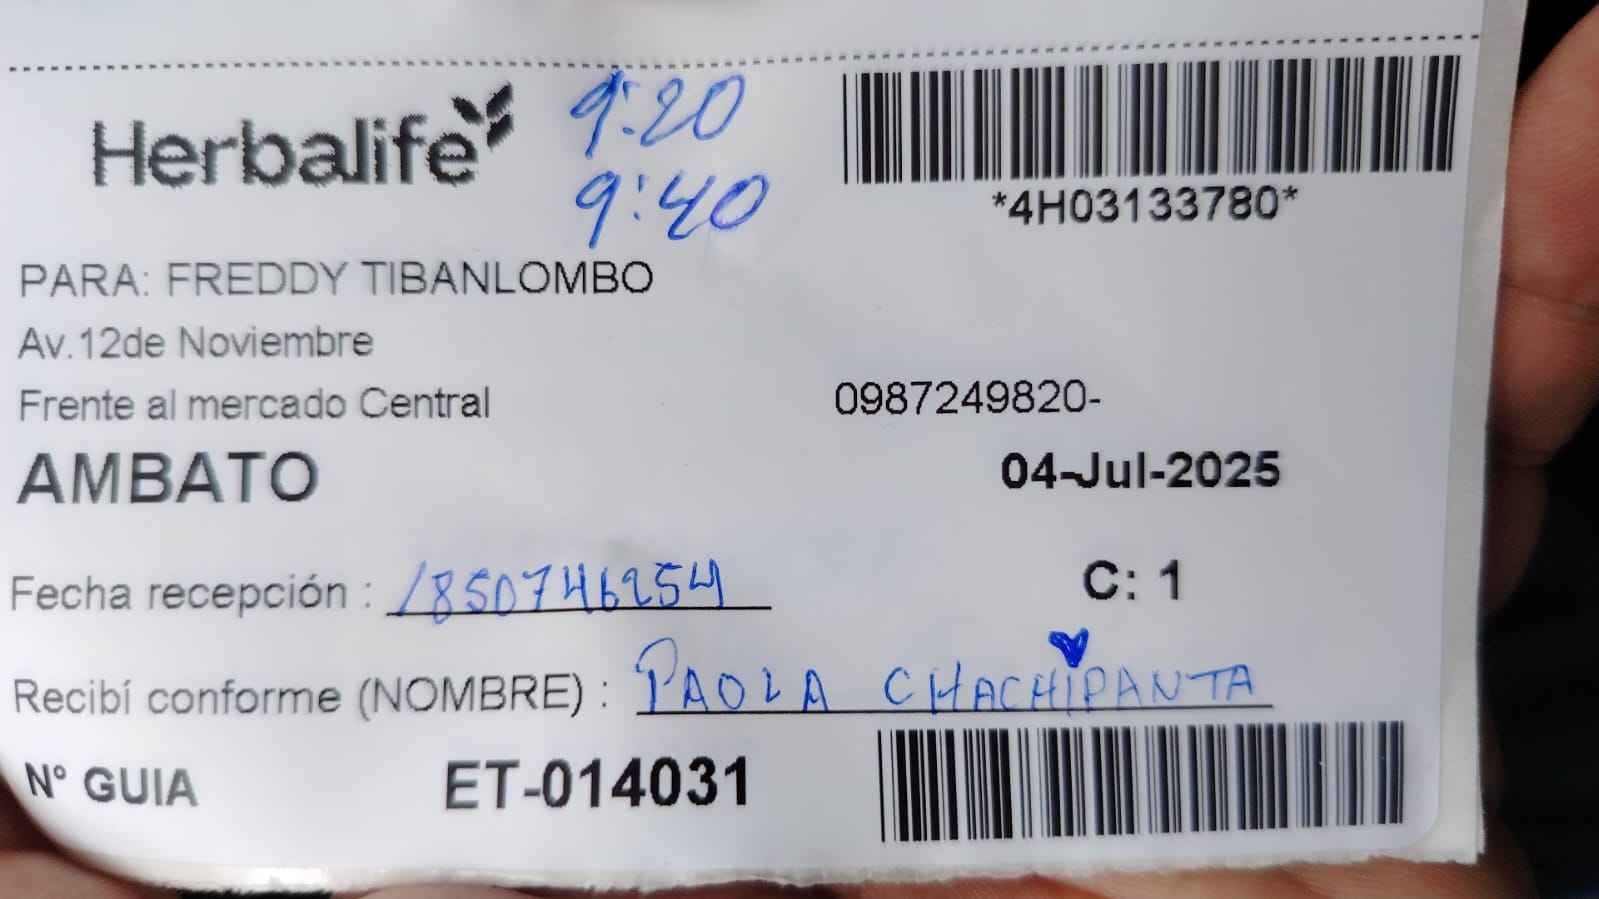 Herbalife
9:20
9:40
*4H03133780*
PARA: FREDDY TIBANLOMBO
Av.12de Noviembre
Frente al mercado Central
0987249820-
AMBATO
04-Jul-2025
Fecha recepción : 1850746254
C: 1
Recibí conforme (NOMBRE) : PAOLA CHACHIPANTA
N° GUIA ET-014031